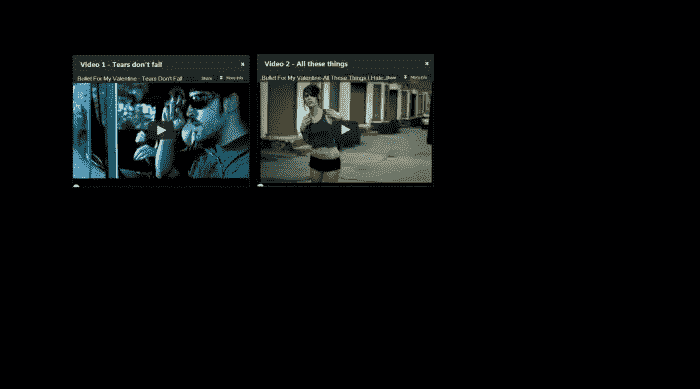 Video 1 - Tears don't fall
Bullet For My Valentine - Tears Don't Fall
Share
More info
Video 2 - All these things
Bullet For My Valentine-All These Things I Hate...
Share
More info